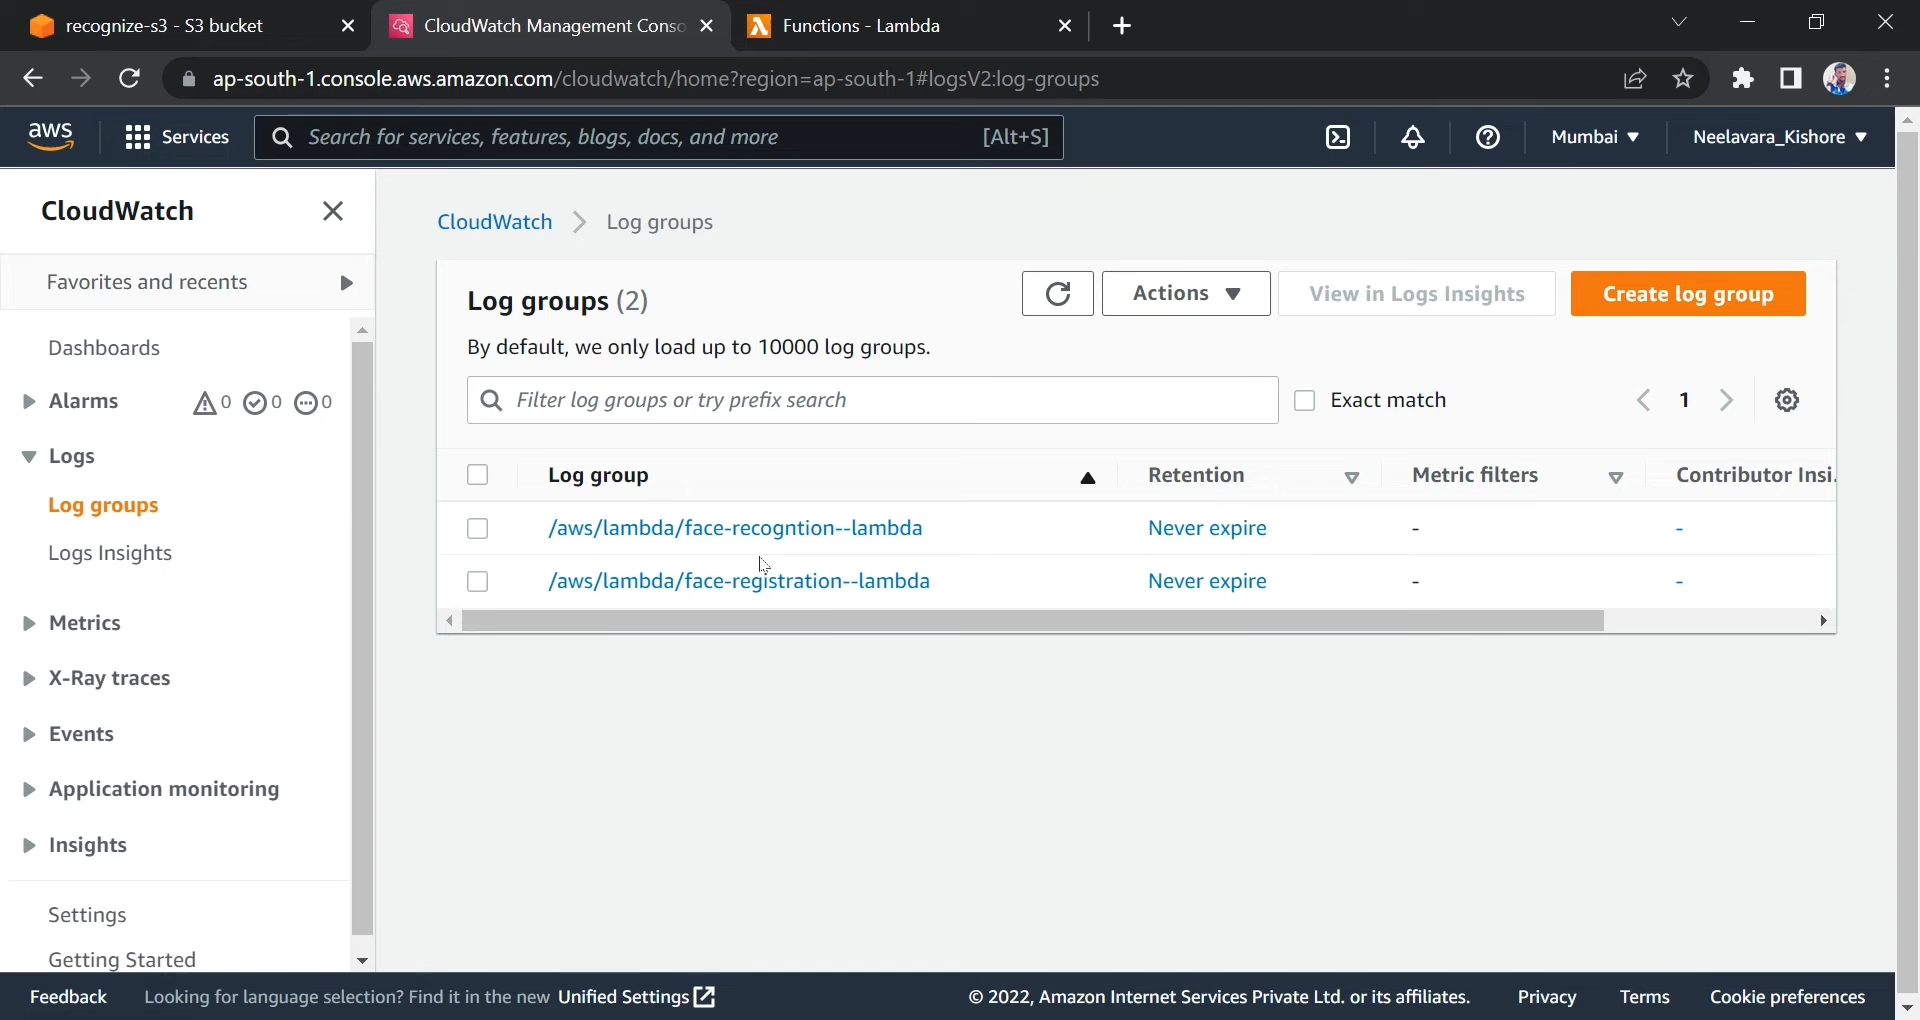 recognize-s3 - S3 bucket
CloudWatch Management Conso
Functions - Lambda
ap-south-1.console.aws.amazon.com/cloudwatch/home?region=ap-south-1#logsV2:log-groups
aws
Services
Search for services, features, blogs, docs, and more
[Alt+S]
Mumbai
Neelavara_Kishore
CloudWatch
Favorites and recents
Dashboards
Alarms 0 0 0
Logs
Log groups
Logs Insights
Metrics
X-Ray traces
Events
Application monitoring
Insights
Settings
Getting Started
CloudWatch
Log groups
Log groups (2)
Actions
View in Logs Insights
Create log group
By default, we only load up to 10000 log groups.
Filter log groups or try prefix search
Exact match
1
Log group Retention Metric filters Contributor Insi.
/aws/lambda/face-recogntion--lambda Never expire - -
/aws/lambda/face-registration--lambda Never expire - -
Feedback
Looking for language selection? Find it in the new Unified Settings
© 2022, Amazon Internet Services Private Ltd. or its affiliates.
Privacy
Terms
Cookie preferences